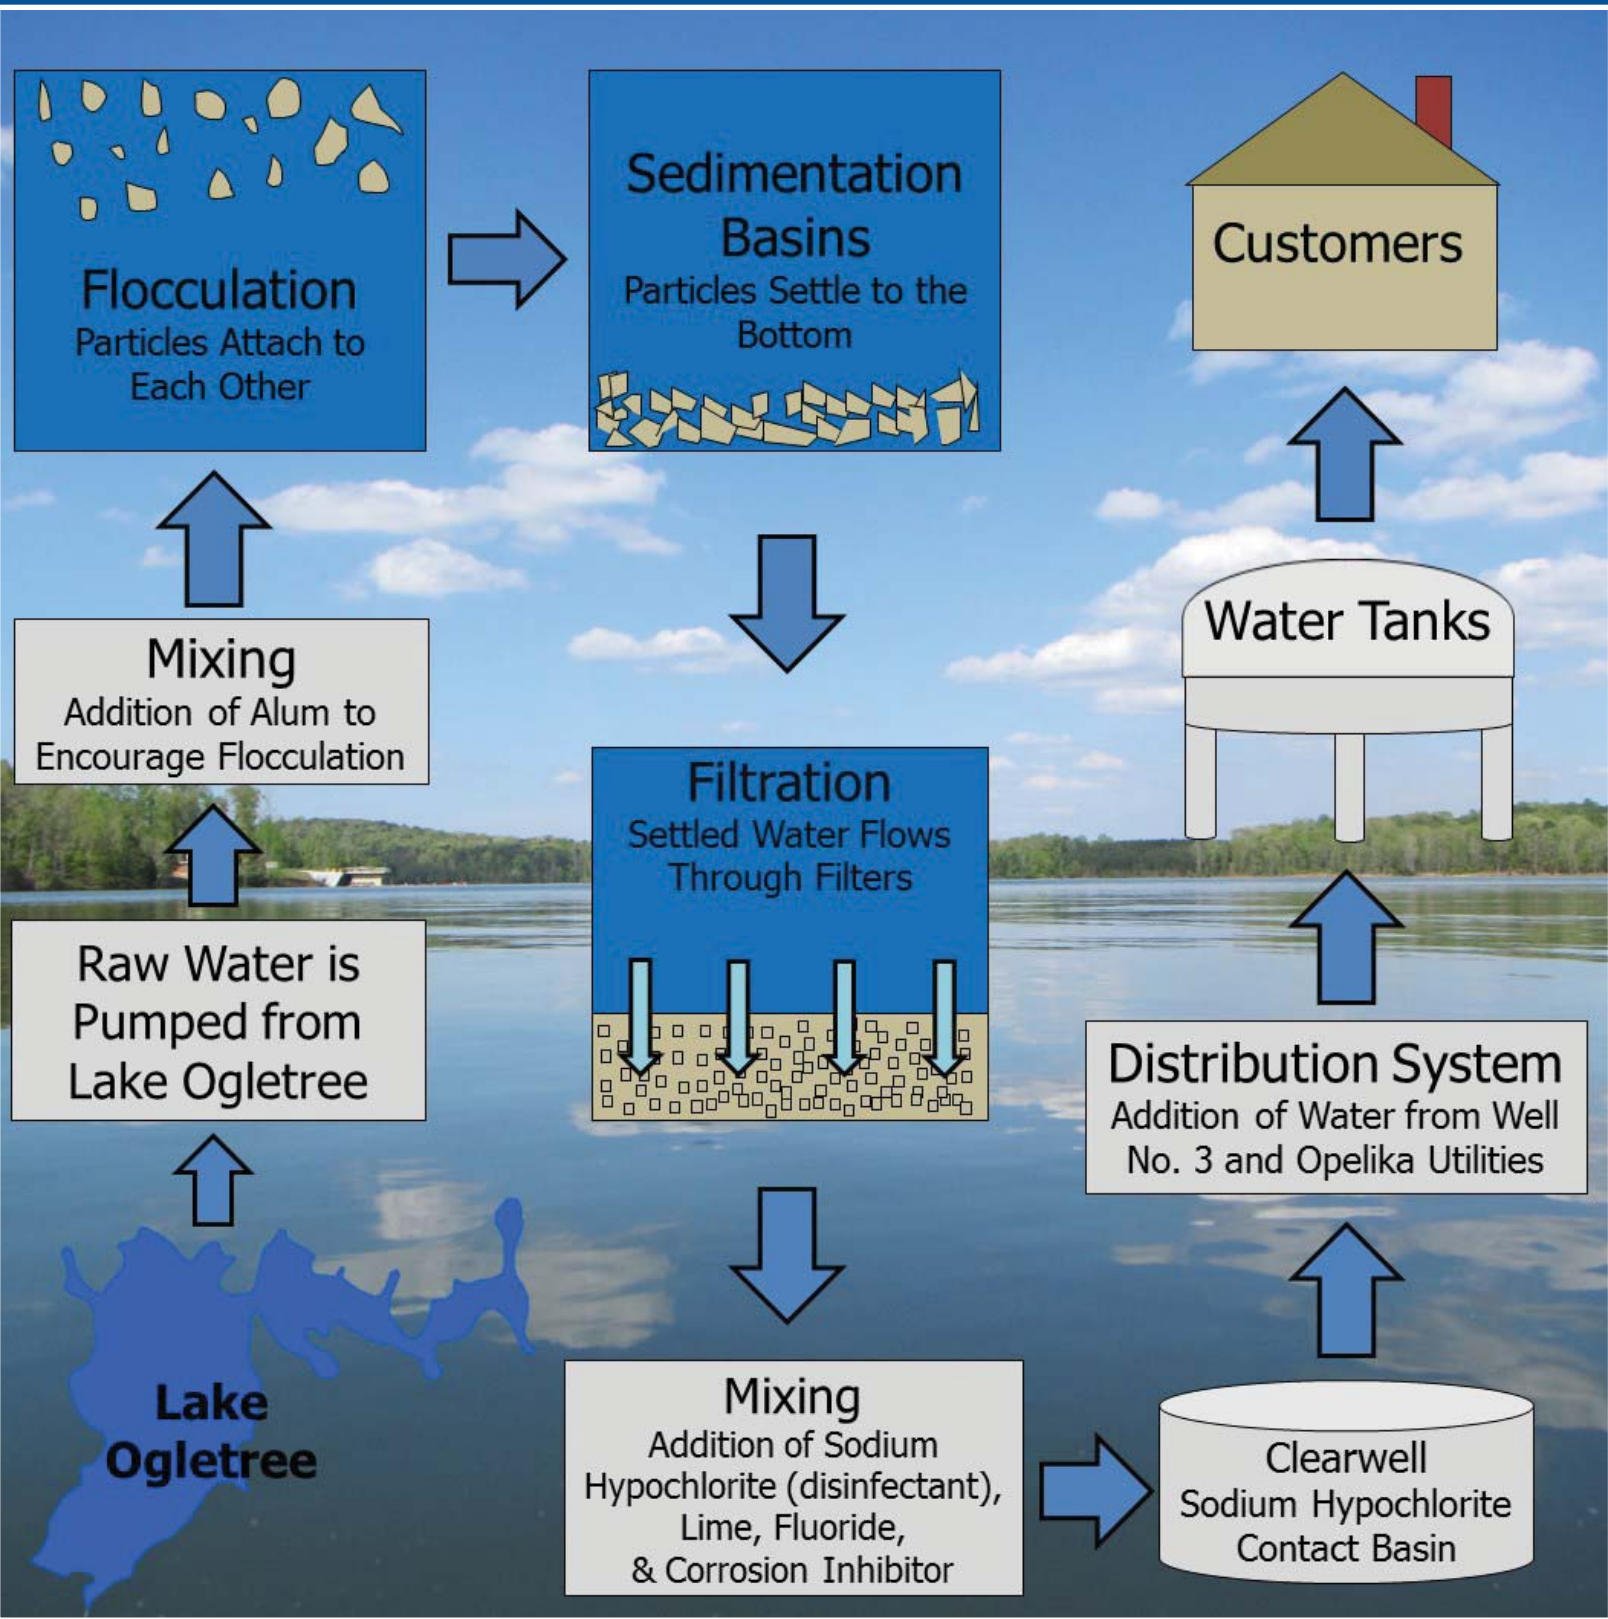 Flocculation
Particles Attach to
Each Other
Sedimentation
Basins
Particles Settle to the
Bottom
Customers
Mixing
Addition of Alum to
Encourage Flocculation
Water Tanks
Filtration
Settled Water Flows
Through Filters
Raw Water is
Pumped from
Lake Ogletree
Distribution System
Addition of Water from Well
No. 3 and Opelika Utilities
Lake
Ogletree
Mixing
Addition of Sodium
Hypochlorite (disinfectant),
Lime, Fluoride,
& Corrosion Inhibitor
Clearwell
Sodium Hypochlorite
Contact Basin